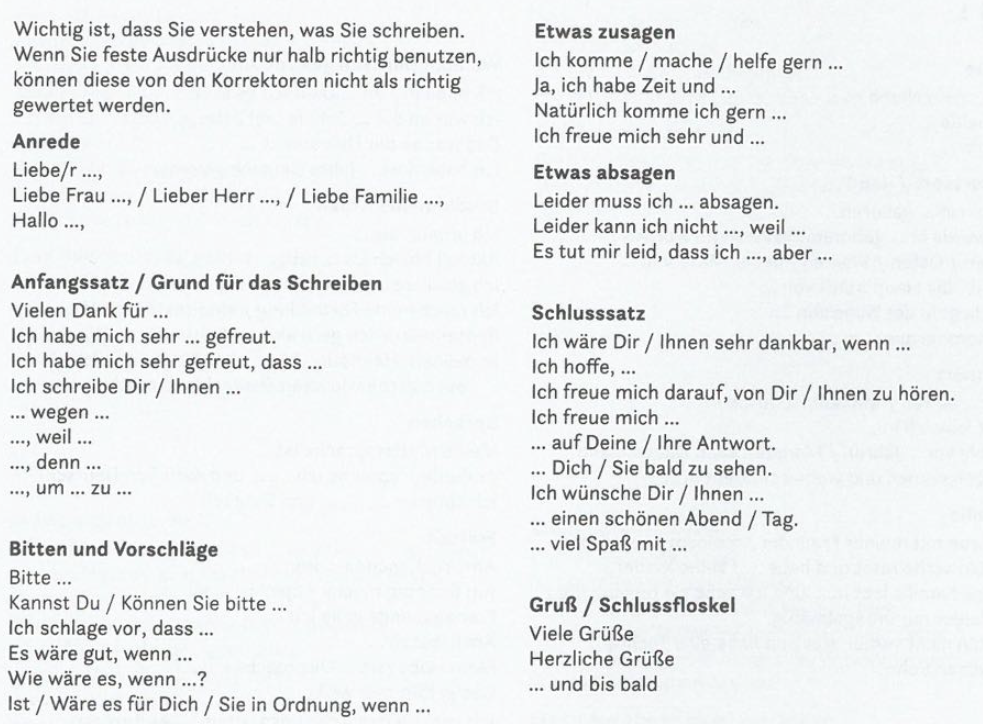 Wichtig ist, dass Sie verstehen, was Sie schreiben.
Wenn Sie feste Ausdrücke nur halb richtig benutzen,
können diese von den Korrektoren nicht als richtig
gewertet werden.
Anrede
Liebe/r ...,
Liebe Frau ..., / Lieber Herr ..., / Liebe Familie ...,
Hallo ...,
Anfangssatz / Grund für das Schreiben
Vielen Dank für ...
Ich habe mich sehr ... gefreut.
Ich habe mich sehr gefreut, dass ...
Ich schreibe Dir / Ihnen ...
... wegen ...
..., weil ...
..., denn ...
..., um ... zu ...
Bitten und Vorschläge
Bitte ...
Kannst Du / Können Sie bitte ...
Ich schlage vor, dass ...
Es wäre gut, wenn ...
Wie wäre es, wenn ...?
Ist / Wäre es für Dich / Sie in Ordnung, wenn ...
Etwas zusagen
Ich komme / mache / helfe gern ...
Ja, ich habe Zeit und ...
Natürlich komme ich gern ...
Ich freue mich sehr und ...
Etwas absagen
Leider muss ich ... absagen.
Leider kann ich nicht ..., weil ...
Es tut mir leid, dass ich ..., aber ...
Schlusssatz
Ich wäre Dir / Ihnen sehr dankbar, wenn ...
Ich hoffe, ...
Ich freue mich darauf, von Dir / Ihnen zu hören.
Ich freue mich ...
... auf Deine / Ihre Antwort.
... Dich / Sie bald zu sehen.
Ich wünsche Dir / Ihnen ...
... einen schönen Abend / Tag.
... viel Spaß mit ...
Gruß / Schlussfloskel
Viele Grüße
Herzliche Grüße
... und bis bald